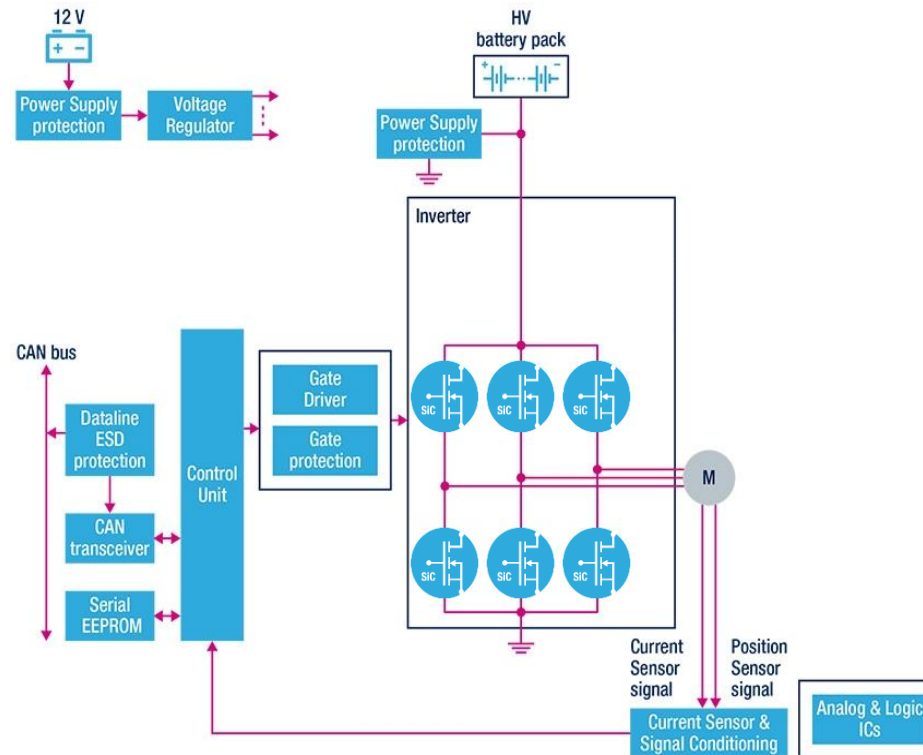 12 V
+ −
Power Supply
protection
Voltage
Regulator
HV
battery pack
+ −
Power Supply
protection
Inverter
CAN bus
Dataline
ESD
protection
CAN
transceiver
Serial
EEPROM
Control
Unit
Gate
Driver
Gate
protection
SiC
SiC
SiC
SiC
SiC
SiC
M
Current
Sensor
signal
Position
Sensor
signal
Current Sensor &
Signal Conditioning
Analog & Logic
ICs